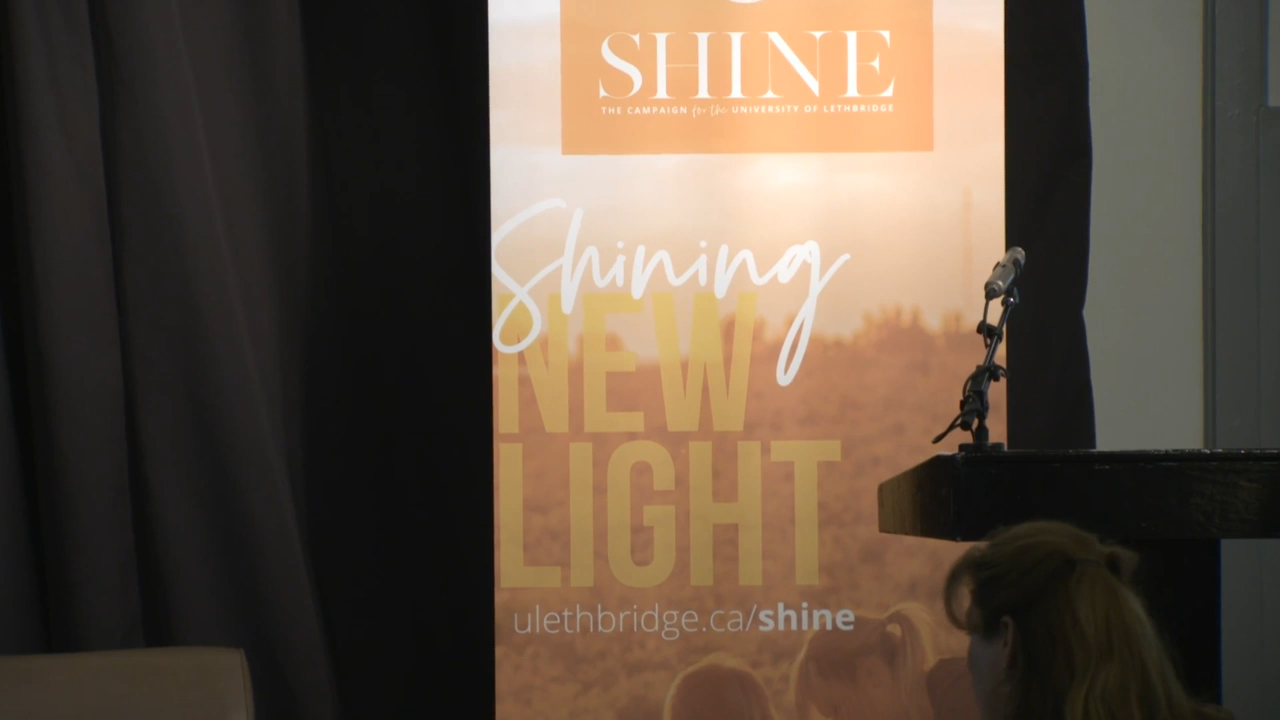 SHINE
THE CAMPAIGN for the UNIVERSITY OF LETHBRIDGE
Shining
NEW
LIGHT
ulethbridge.ca/shine